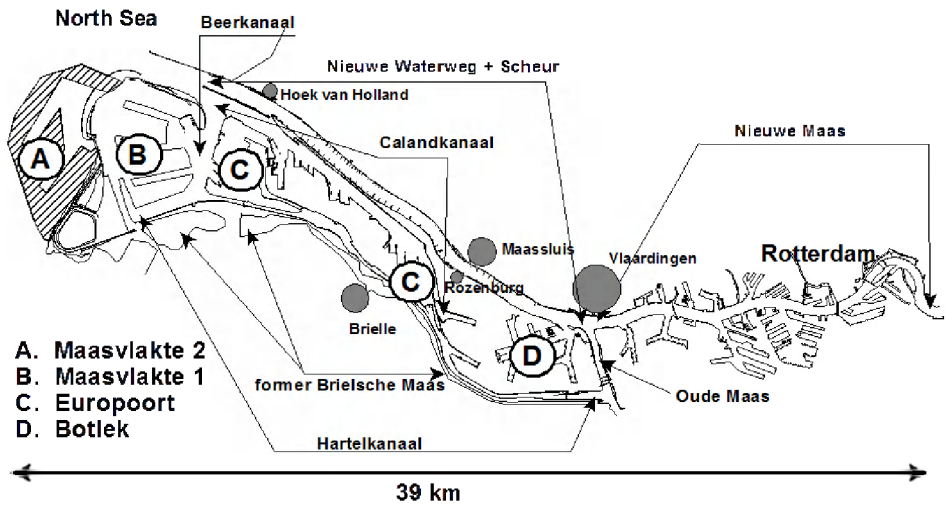 North Sea
Beerkanaal
Nieuwe Waterweg + Scheur
Hoek van Holland
Nieuwe Maas
Calandkanaal
A
B
C
Maassluis
Vlaardingen
Rotterdam
C
Rozenburg
Brielle
D
A. Maasvlakte 2
B. Maasvlakte 1
C. Europoort
D. Botlek
former Brielsche Maas
Oude Maas
Hartelkanaal
39 km